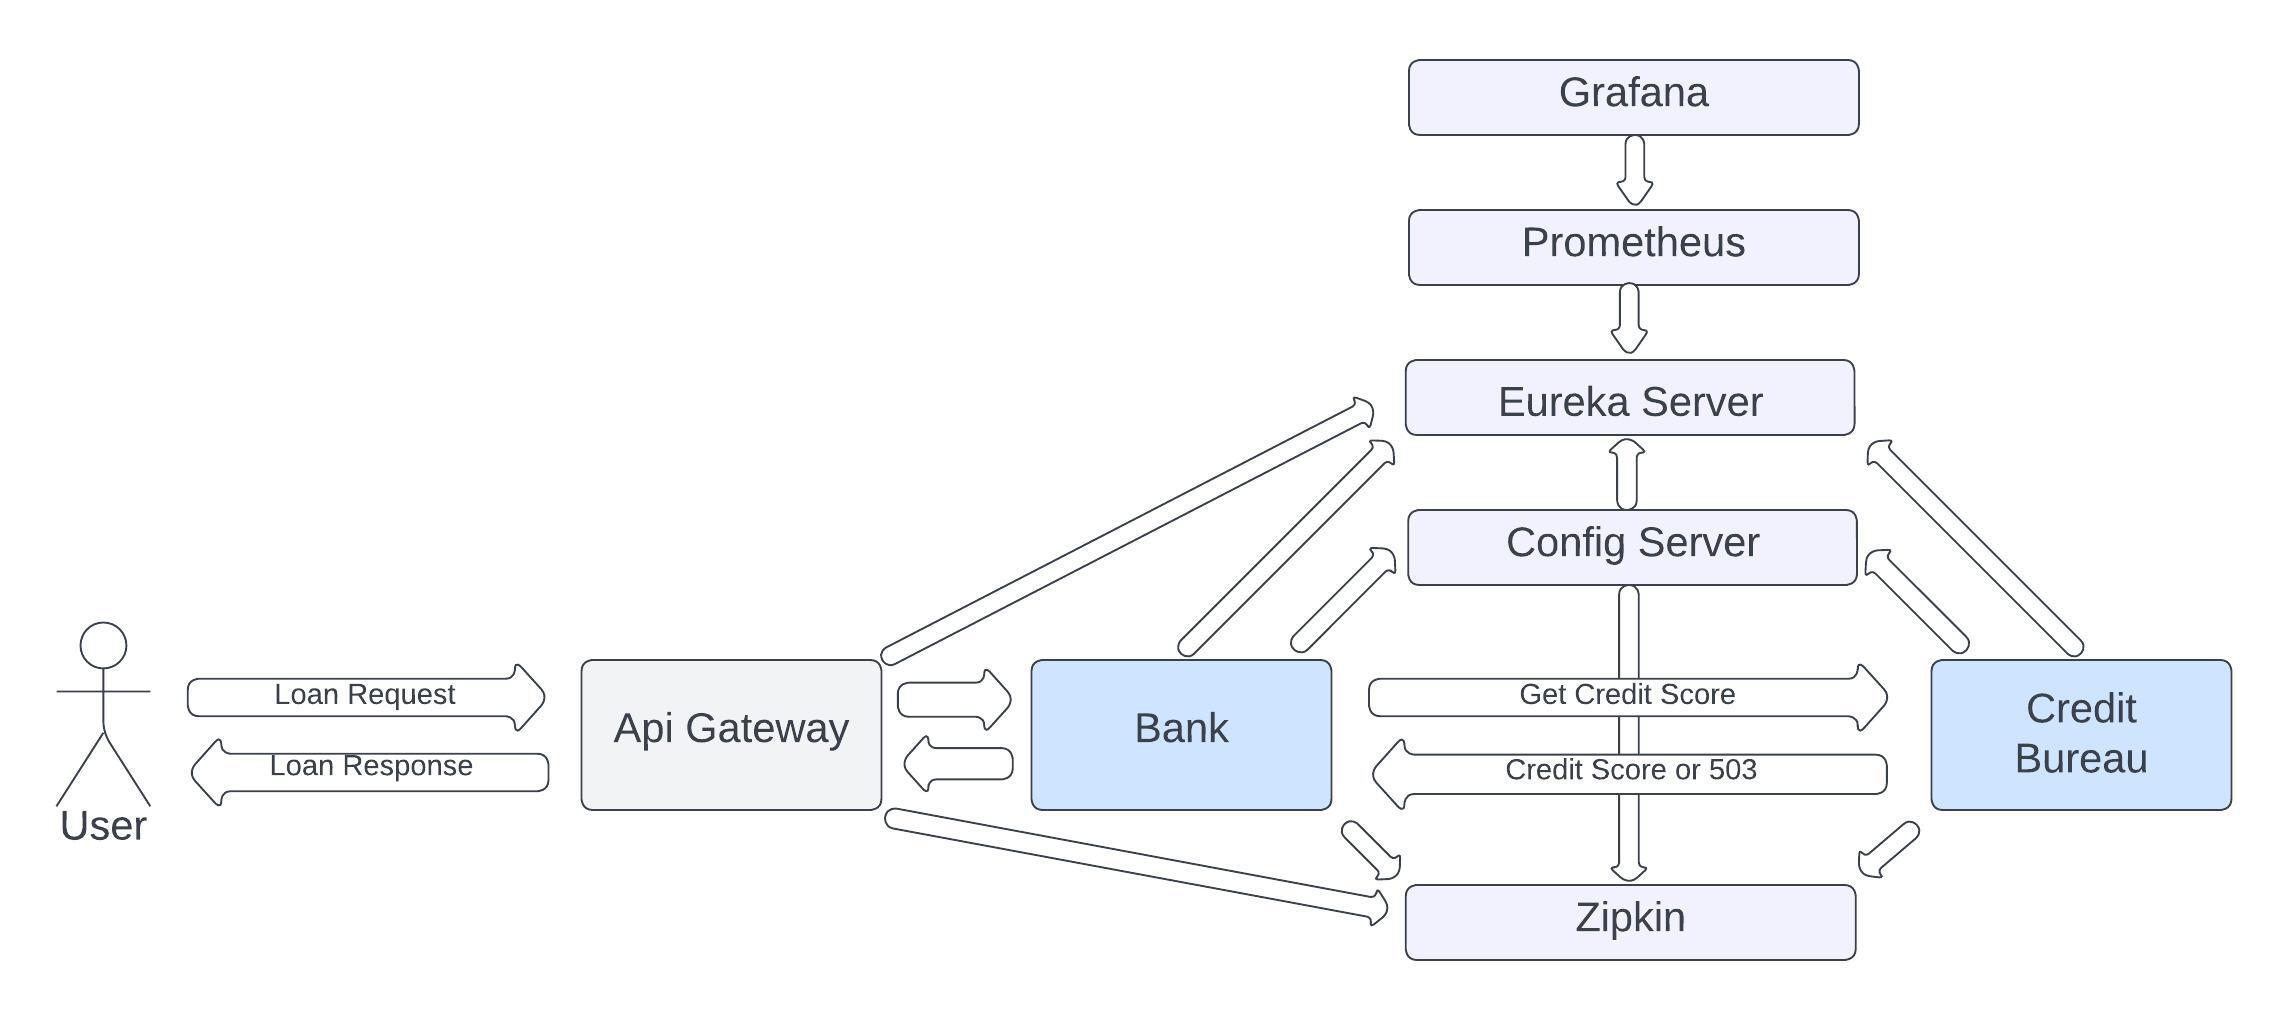 Grafana
Prometheus
Eureka Server
Config Server
Loan Request
Loan Response
User
Api Gateway
Bank
Get Credit Score
Credit Score or 503
Credit
Bureau
Zipkin